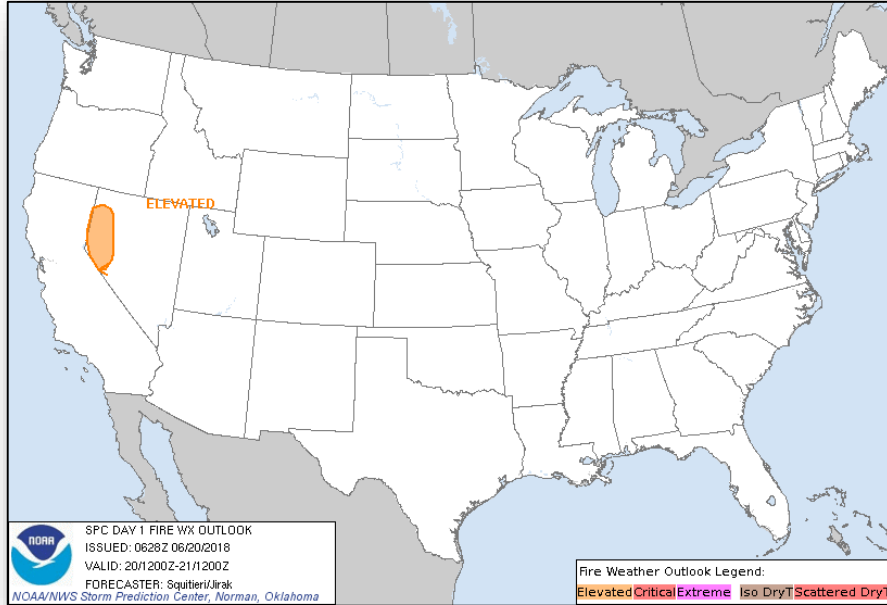 ELEVATED
NOAA
SPC DAY 1 FIRE WX OUTLOOK
ISSUED: 0628Z 06/20/2018
VALID: 20/1200Z-21/1200Z
FORECASTER: Squitieri/Jirak
NOAA/NWS Storm Prediction Center, Norman, Oklahoma
Fire Weather Outlook Legend:
Elevated Critical Extreme Iso DryT Scattered DryT